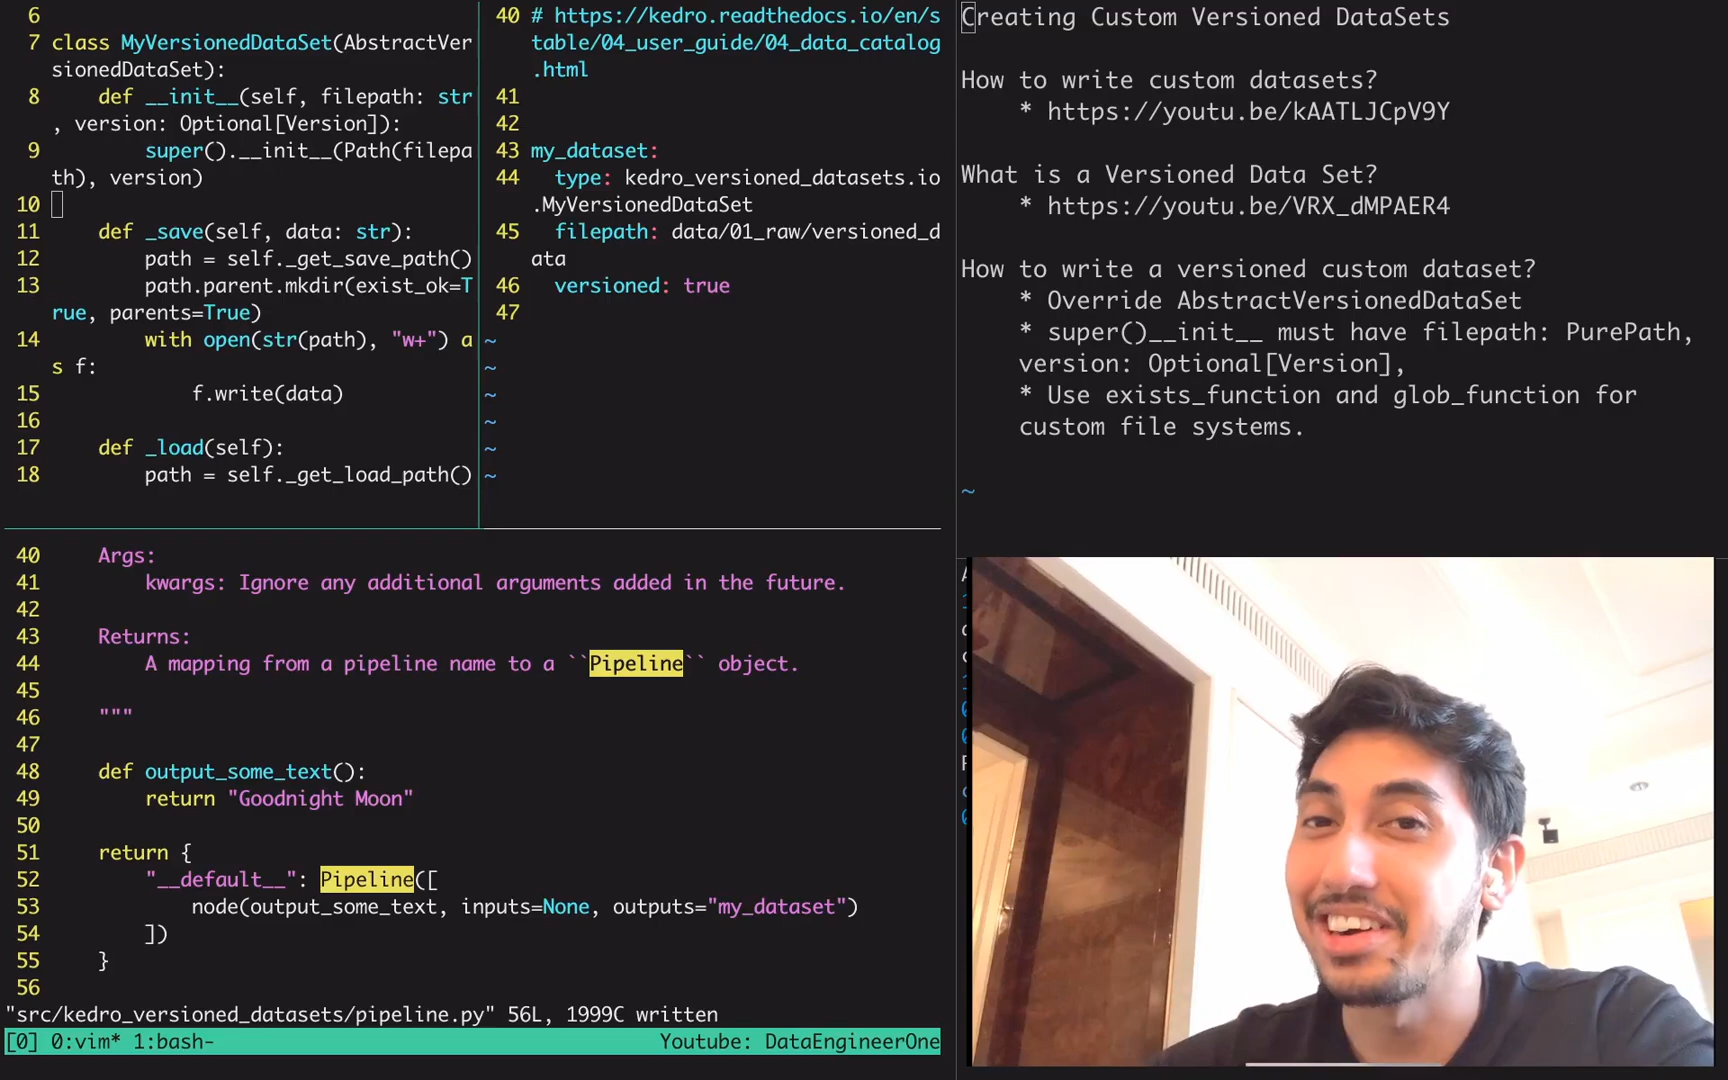 6
7 class MyVersionedDataSet(AbstractVer
sionedDataSet):
8 def __init__(self, filepath: str
, version: Optional[Version]):
9 super().__init__(Path(filepa
th), version)
10
11 def _save(self, data: str):
12 path = self._get_save_path()
13 path.parent.mkdir(exist_ok=T
rue, parents=True)
14 with open(str(path), "w+") a
s f:
15 f.write(data)
16
17 def _load(self):
18 path = self._get_load_path()
40 # https://kedro.readthedocs.io/en/s
table/04_user_guide/04_data_catalog
.html
41
42
43 my_dataset:
44 type: kedro_versioned_datasets.io
.MyVersionedDataSet
45 filepath: data/01_raw/versioned_d
ata
46 versioned: true
47
~
~
~
~
~
~
Creating Custom Versioned DataSets
How to write custom datasets?
* https://youtu.be/kAATLJCpV9Y
What is a Versioned Data Set?
* https://youtu.be/VRX_dMPAER4
How to write a versioned custom dataset?
* Override AbstractVersionedDataSet
* super()__init__ must have filepath: PurePath,
version: Optional[Version],
* Use exists_function and glob_function for
custom file systems.
~
40 Args:
41 kwargs: Ignore any additional arguments added in the future.
42
43 Returns:
44 A mapping from a pipeline name to a ``Pipeline`` object.
45
46 """
47
48 def output_some_text():
49 return "Goodnight Moon"
50
51 return {
52 "__default__": Pipeline([
53 node(output_some_text, inputs=None, outputs="my_dataset")
54 ])
55 }
56
"src/kedro_versioned_datasets/pipeline.py" 56L, 1999C written
[0] 0:vim* 1:bash- Youtube: DataEngineerOne